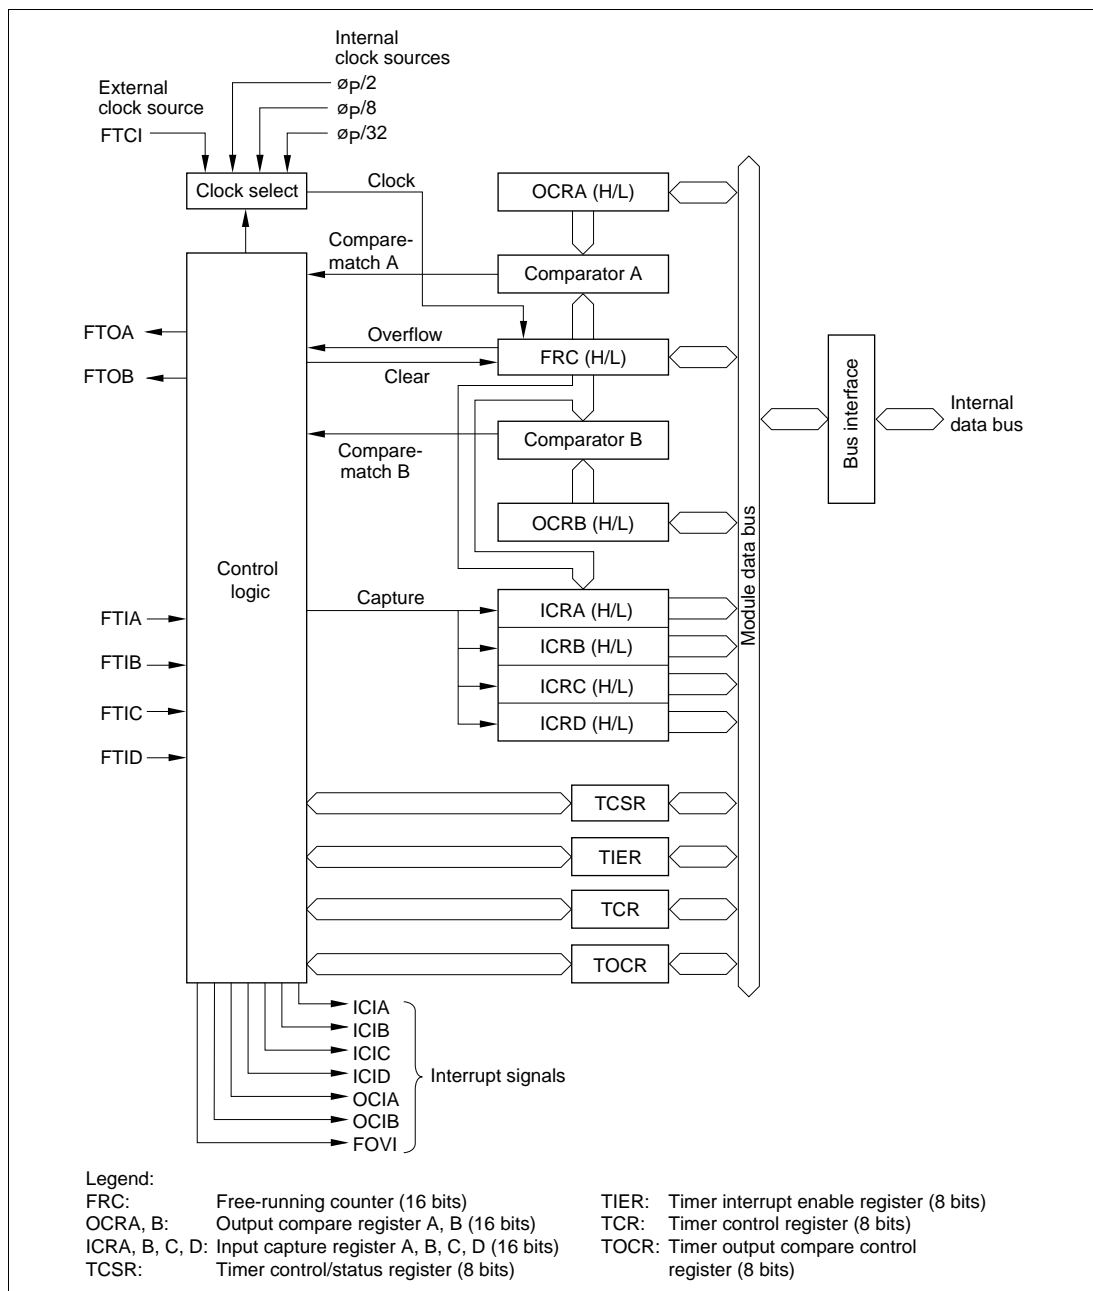 Internal
clock sources
External
clock source
øP/2
øP/8
FTCI
øP/32
Clock select
Clock
OCRA (H/L)
Compare-
match A
Comparator A
FTOA
Overflow
FRC (H/L)
FTOB
Clear
Bus interface
Internal
data bus
Compare-
match B
Comparator B
OCRB (H/L)
Module data bus
Control
logic
Capture
FTIA
ICRA (H/L)
FTIB
ICRB (H/L)
FTIC
ICRC (H/L)
FTID
ICRD (H/L)
TCSR
TIER
TCR
TOCR
ICIA
ICIB
ICIC
ICID
Interrupt signals
OCIA
OCIB
FOVI
Legend:
FRC: Free-running counter (16 bits)
OCRA, B: Output compare register A, B (16 bits)
ICRA, B, C, D: Input capture register A, B, C, D (16 bits)
TCSR: Timer control/status register (8 bits)
TIER: Timer interrupt enable register (8 bits)
TCR: Timer control register (8 bits)
TOCR: Timer output compare control
register (8 bits)